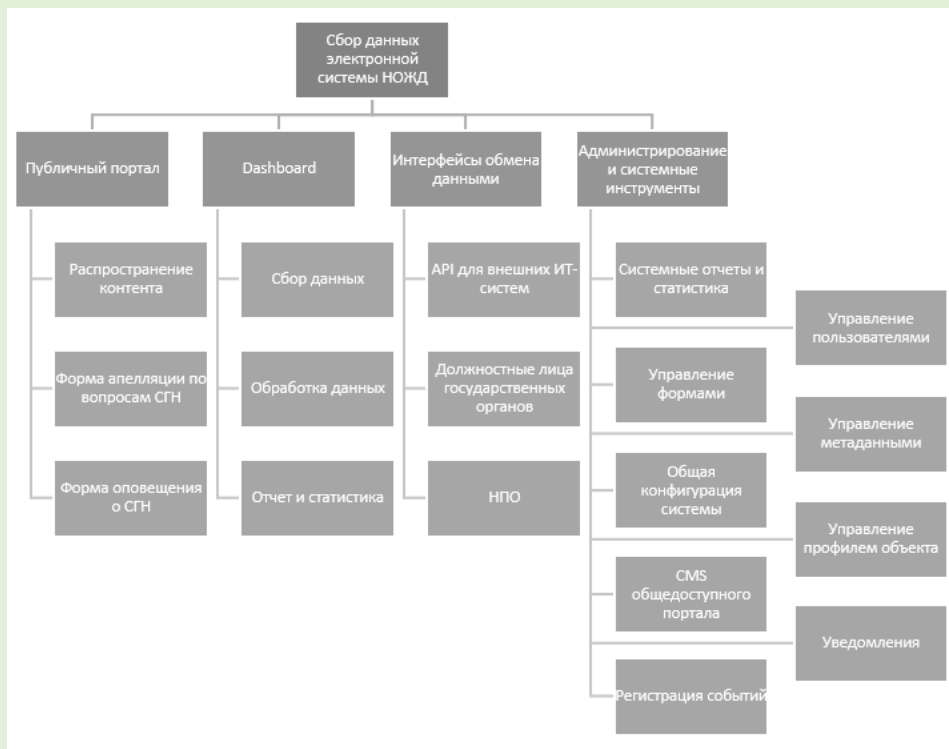 Сбор данных
электронной
системы НОЖД
Публичный портал
Dashboard
Интерфейсы обмена
данными
Администрирование
и системные
инструменты
Распространение
контента
Форма апелляции по
вопросам СГН
Форма оповещения
о СГН
Сбор данных
Обработка данных
Отчет и статистика
API для внешних ИТ-
систем
Должностные лица
государственных
органов
НПО
Системные отчеты и
статистика
Управление
пользователями
Управление
формами
Управление
метаданными
Общая
конфигурация
системы
Управление
профилем объекта
CMS
общедоступного
портала
Уведомления
Регистрация событий